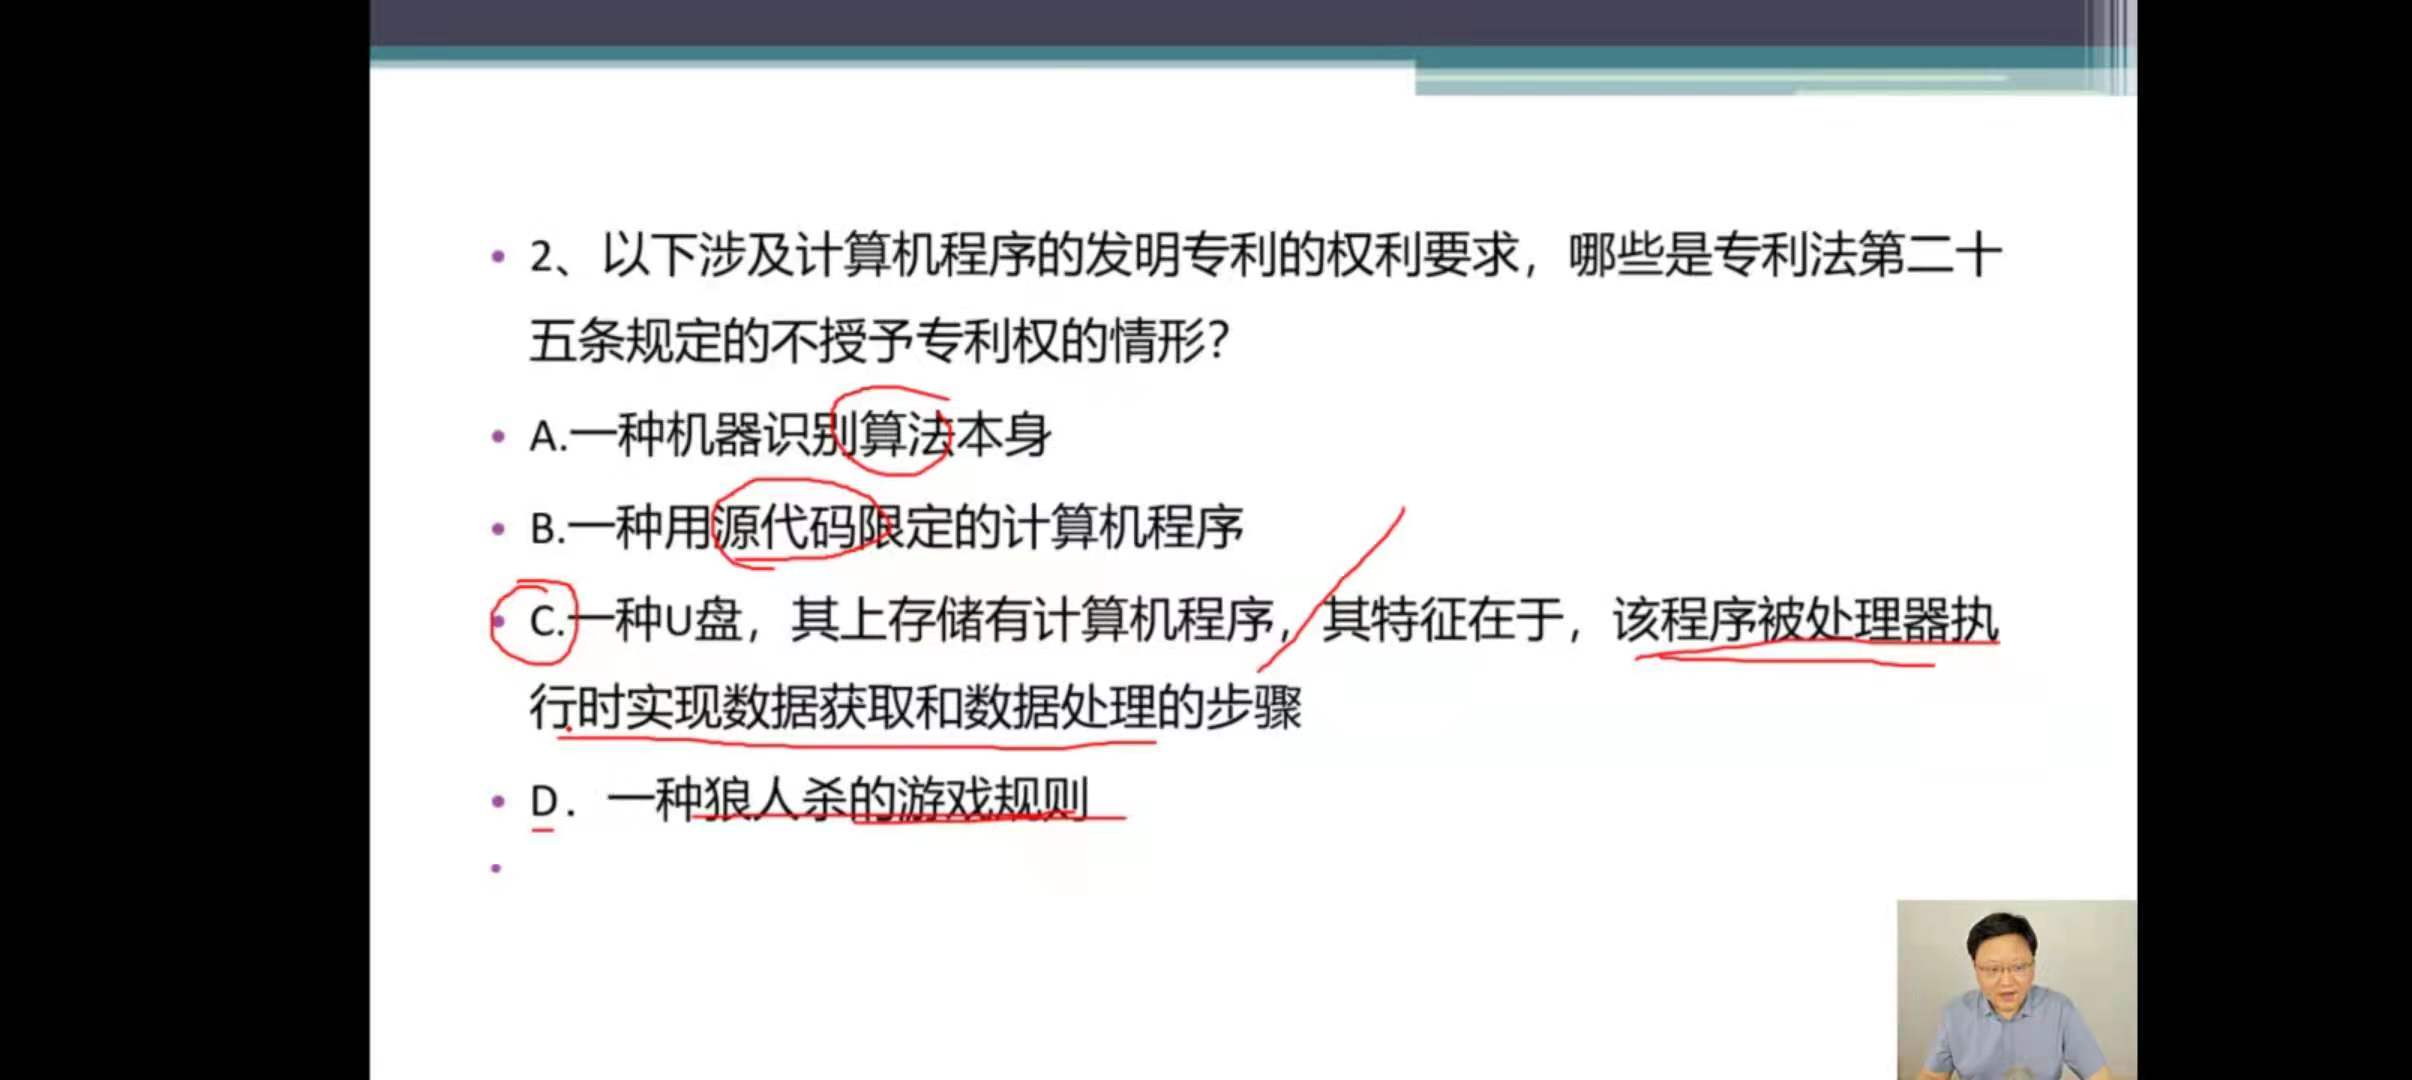 2、以下涉及计算机程序的发明专利的权利要求，哪些是专利法第二十
五条规定的不授予专利权的情形？
A.一种机器识别算法本身
B.一种用源代码限定的计算机程序
C.一种U盘，其上存储有计算机程序，其特征在于，该程序被处理器执
行时实现数据获取和数据处理的步骤
D．一种狼人杀的游戏规则